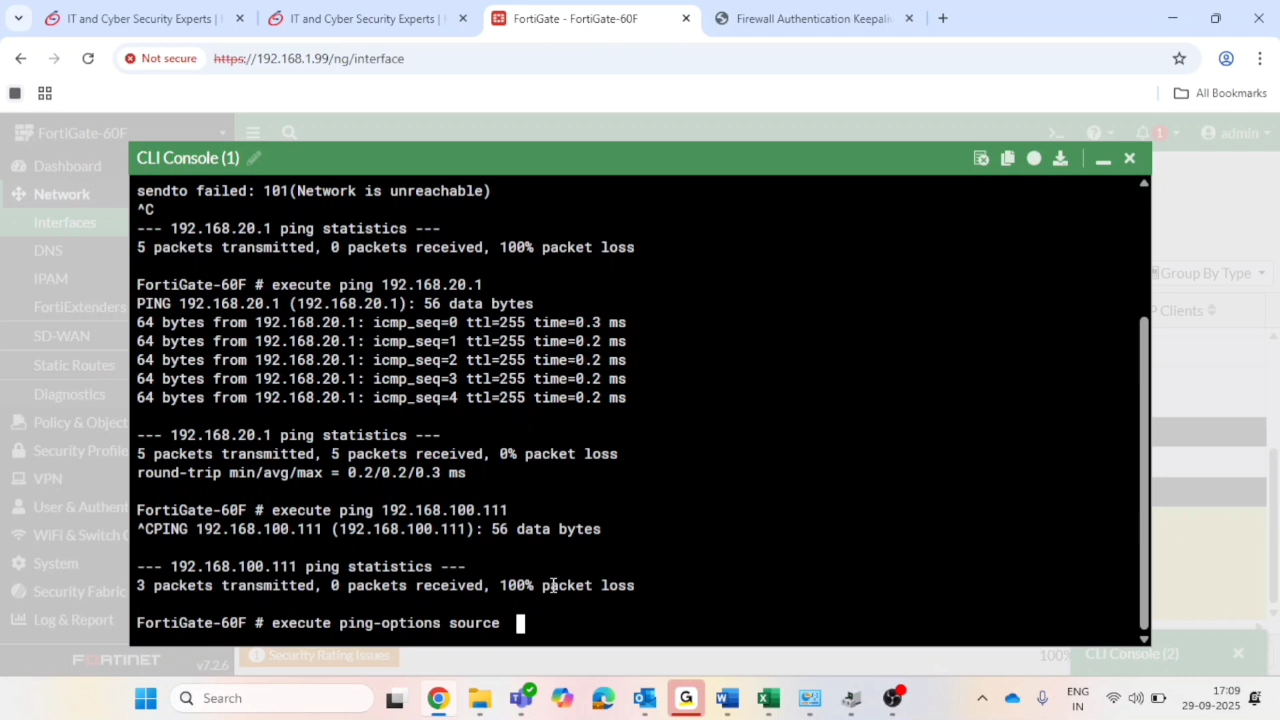 IT and Cyber Security Experts |
IT and Cyber Security Experts |
FortiGate - FortiGate-60F
Firewall Authentication Keepali
Not secure
https://192.168.1.99/ng/interface
All Bookmarks
FortiGate-60F
1
admin
Dashboard
Network
Interfaces
DNS
IPAM
FortiExtenders
SD-WAN
Static Routes
Diagnostics
Policy & Object
Security Profile
VPN
User & Authent
WiFi & Switch C
System
Security Fabric
Log & Report
FORTINET
v7.2.6
CLI Console (1)
sendto failed: 101(Network is unreachable)
^C
--- 192.168.20.1 ping statistics ---
5 packets transmitted, 0 packets received, 100% packet loss
FortiGate-60F # execute ping 192.168.20.1
PING 192.168.20.1 (192.168.20.1): 56 data bytes
64 bytes from 192.168.20.1: icmp_seq=0 ttl=255 time=0.3 ms
64 bytes from 192.168.20.1: icmp_seq=1 ttl=255 time=0.2 ms
64 bytes from 192.168.20.1: icmp_seq=2 ttl=255 time=0.2 ms
64 bytes from 192.168.20.1: icmp_seq=3 ttl=255 time=0.2 ms
64 bytes from 192.168.20.1: icmp_seq=4 ttl=255 time=0.2 ms
--- 192.168.20.1 ping statistics ---
5 packets transmitted, 5 packets received, 0% packet loss
round-trip min/avg/max = 0.2/0.2/0.3 ms
FortiGate-60F # execute ping 192.168.100.111
^CPING 192.168.100.111 (192.168.100.111): 56 data bytes
--- 192.168.100.111 ping statistics ---
3 packets transmitted, 0 packets received, 100% packet loss
FortiGate-60F # execute ping-options source
Group By Type
P Clients
Security Rating Issues
100%
CLI Console (2)
Search
ENG
IN
17:09
29-09-2025